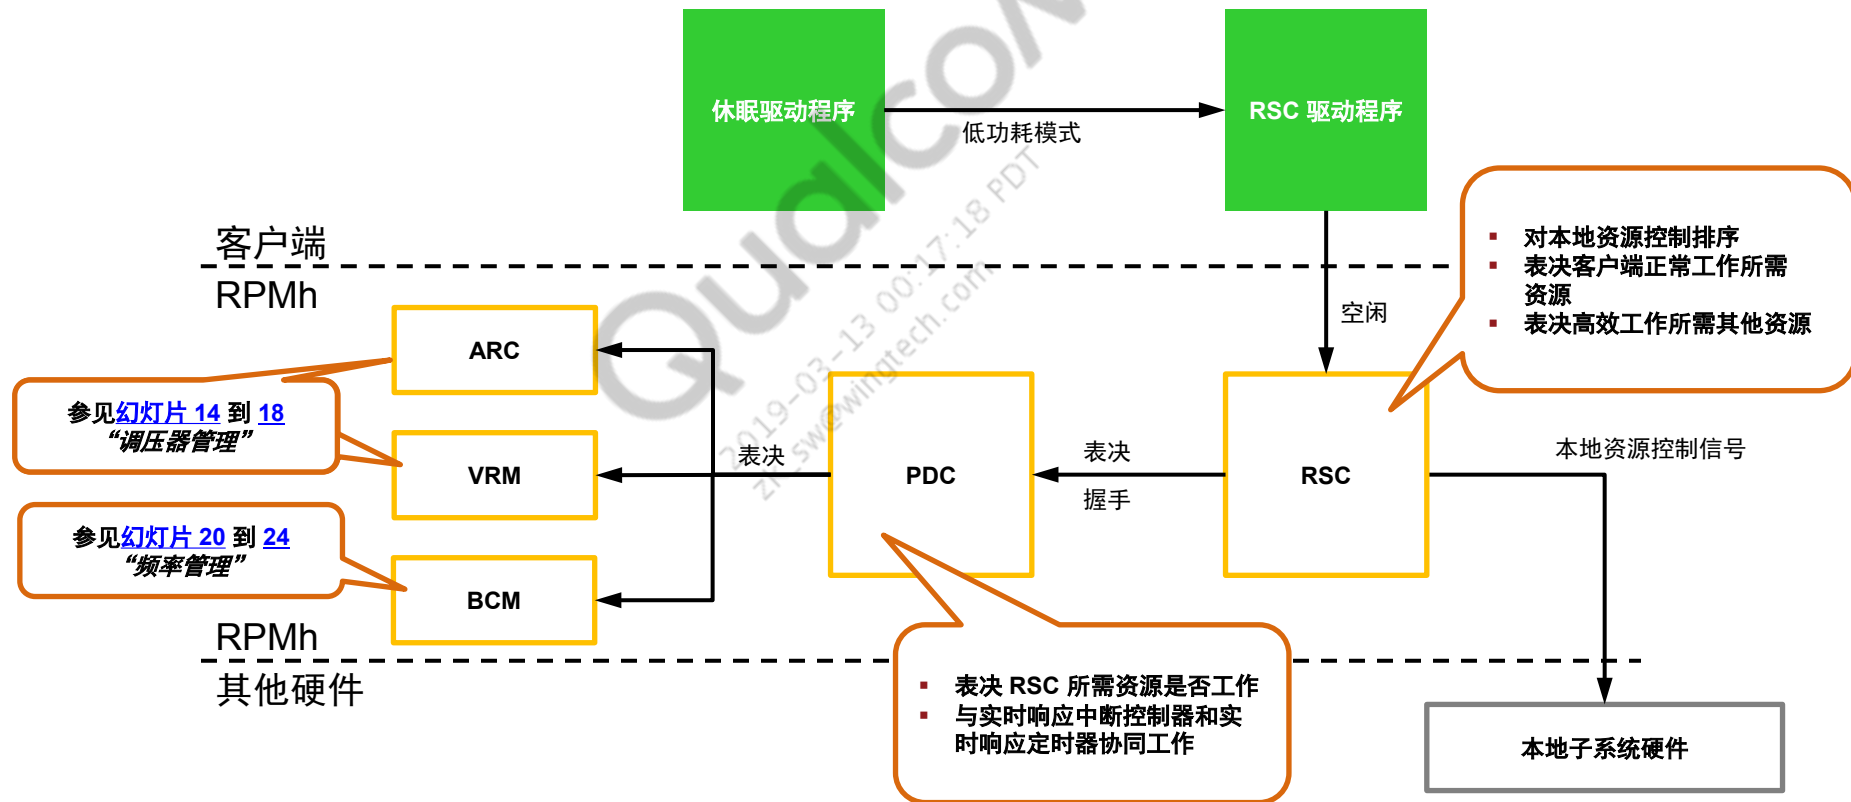 休眠驱动程序
低功耗模式
RSC 驱动程序
客户端
RPMh
空闲
对本地资源控制排序
表决客户端正常工作所需
资源
表决高效工作所需其他资源
ARC
参见幻灯片 14 到 18
“调压器管理”
VRM
表决
PDC
表决
握手
RSC
本地资源控制信号
参见幻灯片 20 到 24
“频率管理”
BCM
RPMh
其他硬件
表决 RSC 所需资源是否工作
与实时响应中断控制器和实
时响应定时器协同工作
本地子系统硬件
2019-03-13 00:17:18 PDT